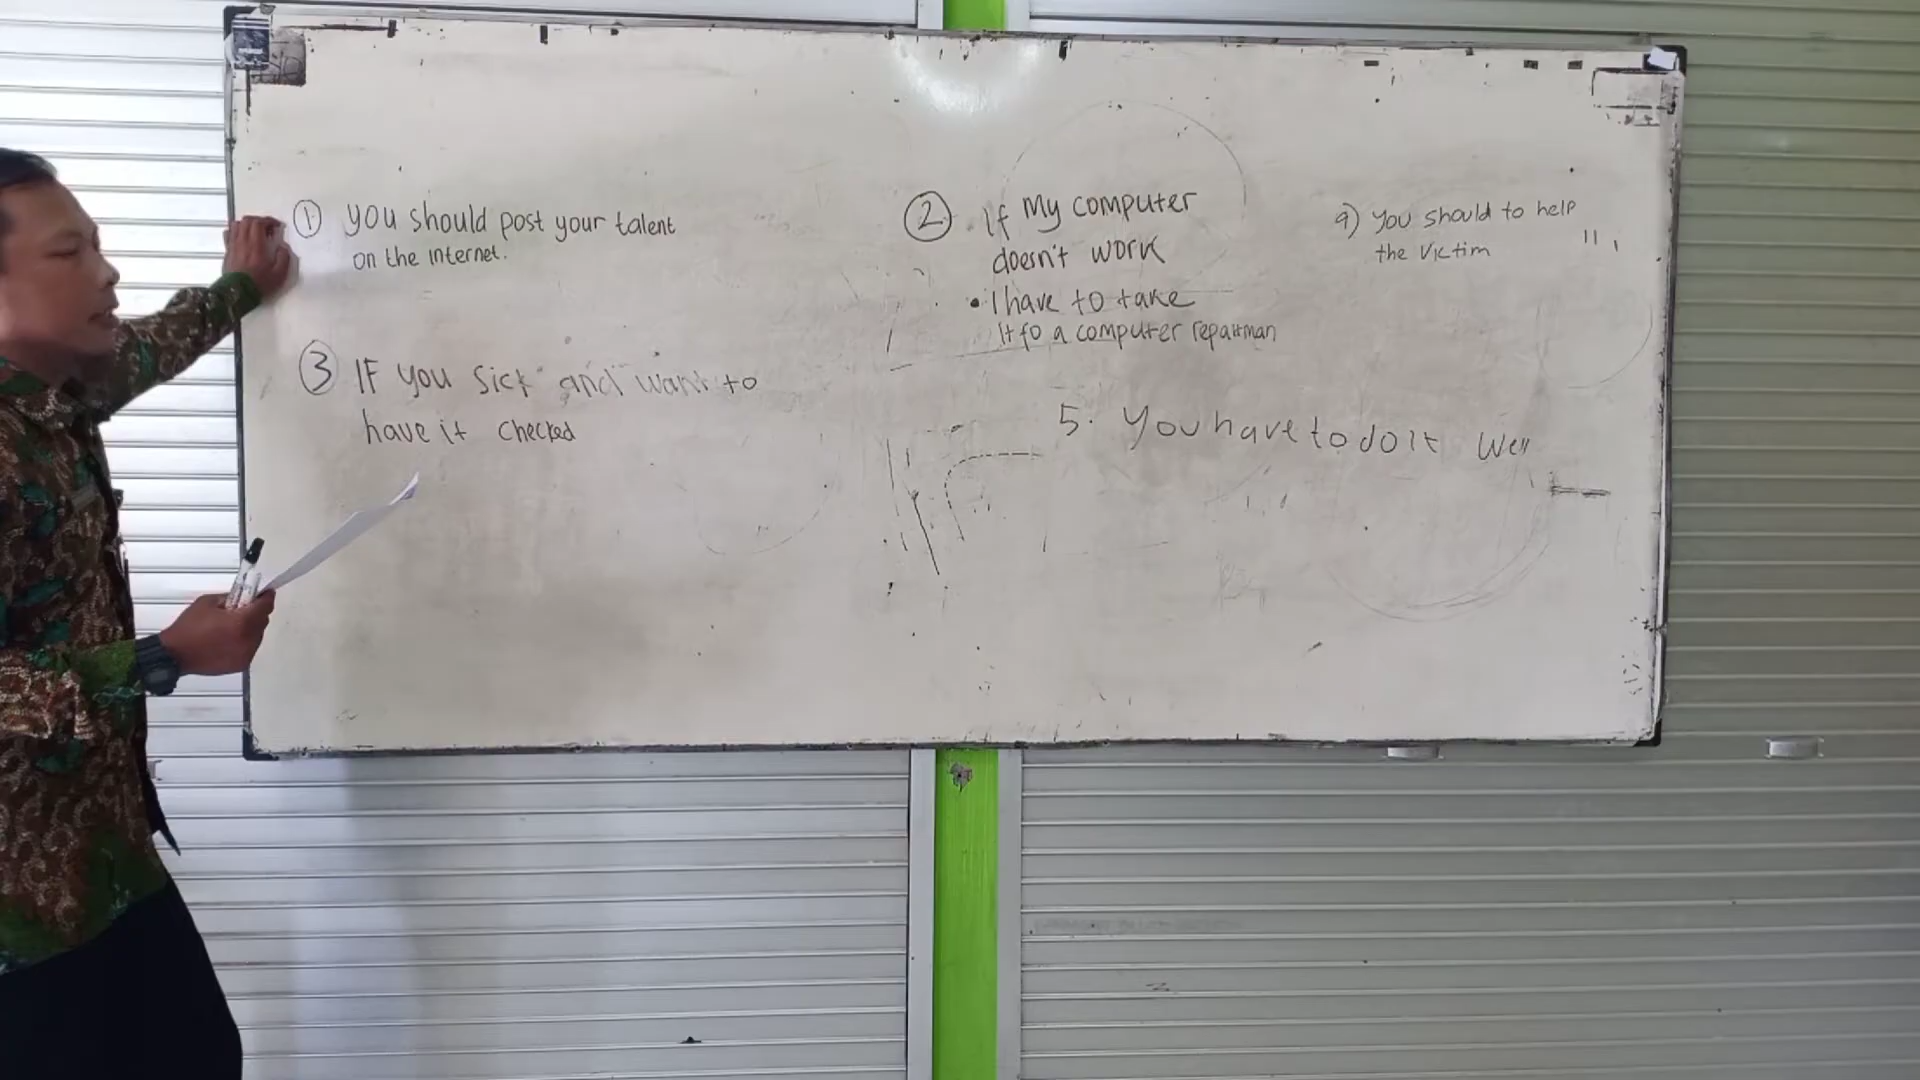 ① You should post your talent
on the internet.
② If my computer
doesn't work
• I have to take
it to a computer repairman
9) You should to help
the victim
③ IF you sick and want to
have it checked
5. You have to do it well